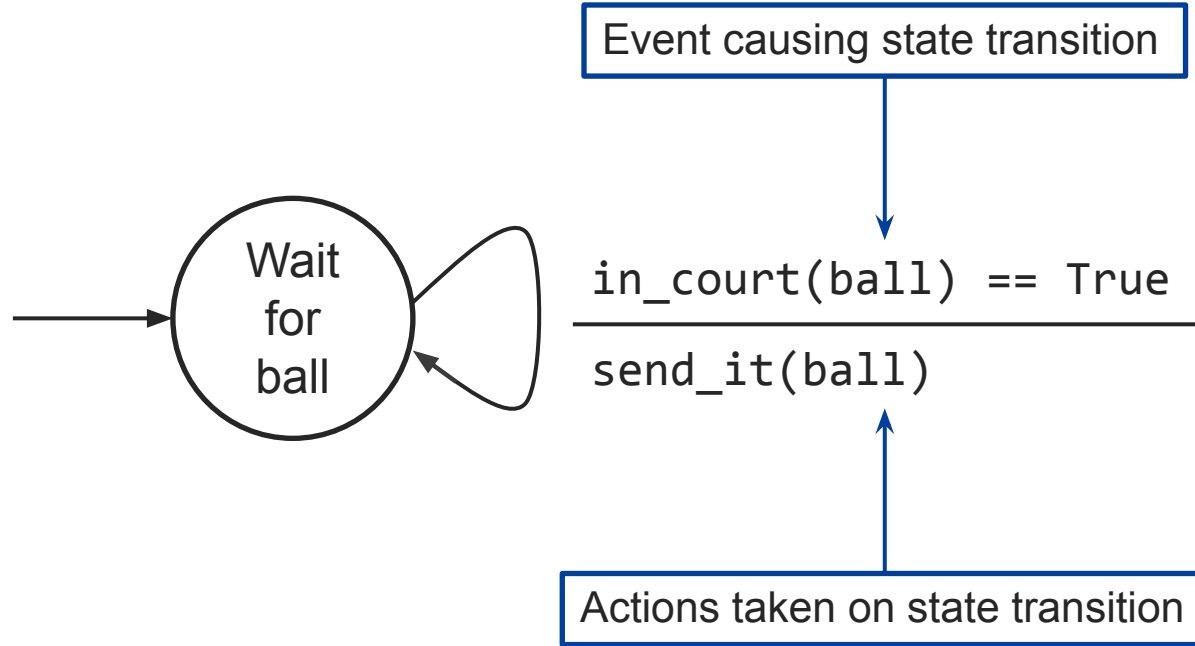 Event causing state transition
Wait
for
ball
in_court(ball) == True
send_it(ball)
Actions taken on state transition